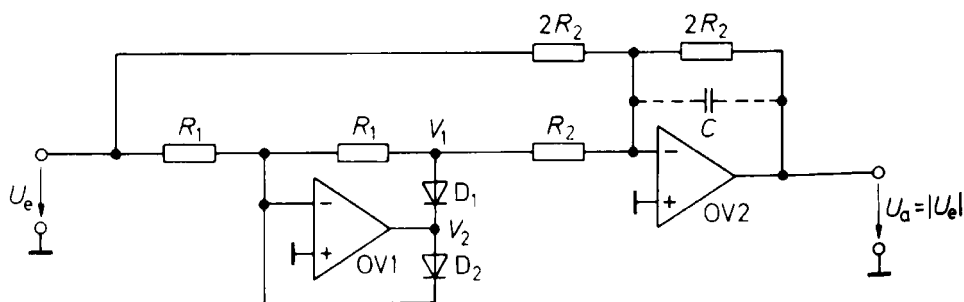 2R₂
2R₂
C
R₁
R₁
V₁
R₂
Uₑ
D₁
−
+
OV1
V₂
D₂
−
+
OV2
Uₐ=|Uₑ|